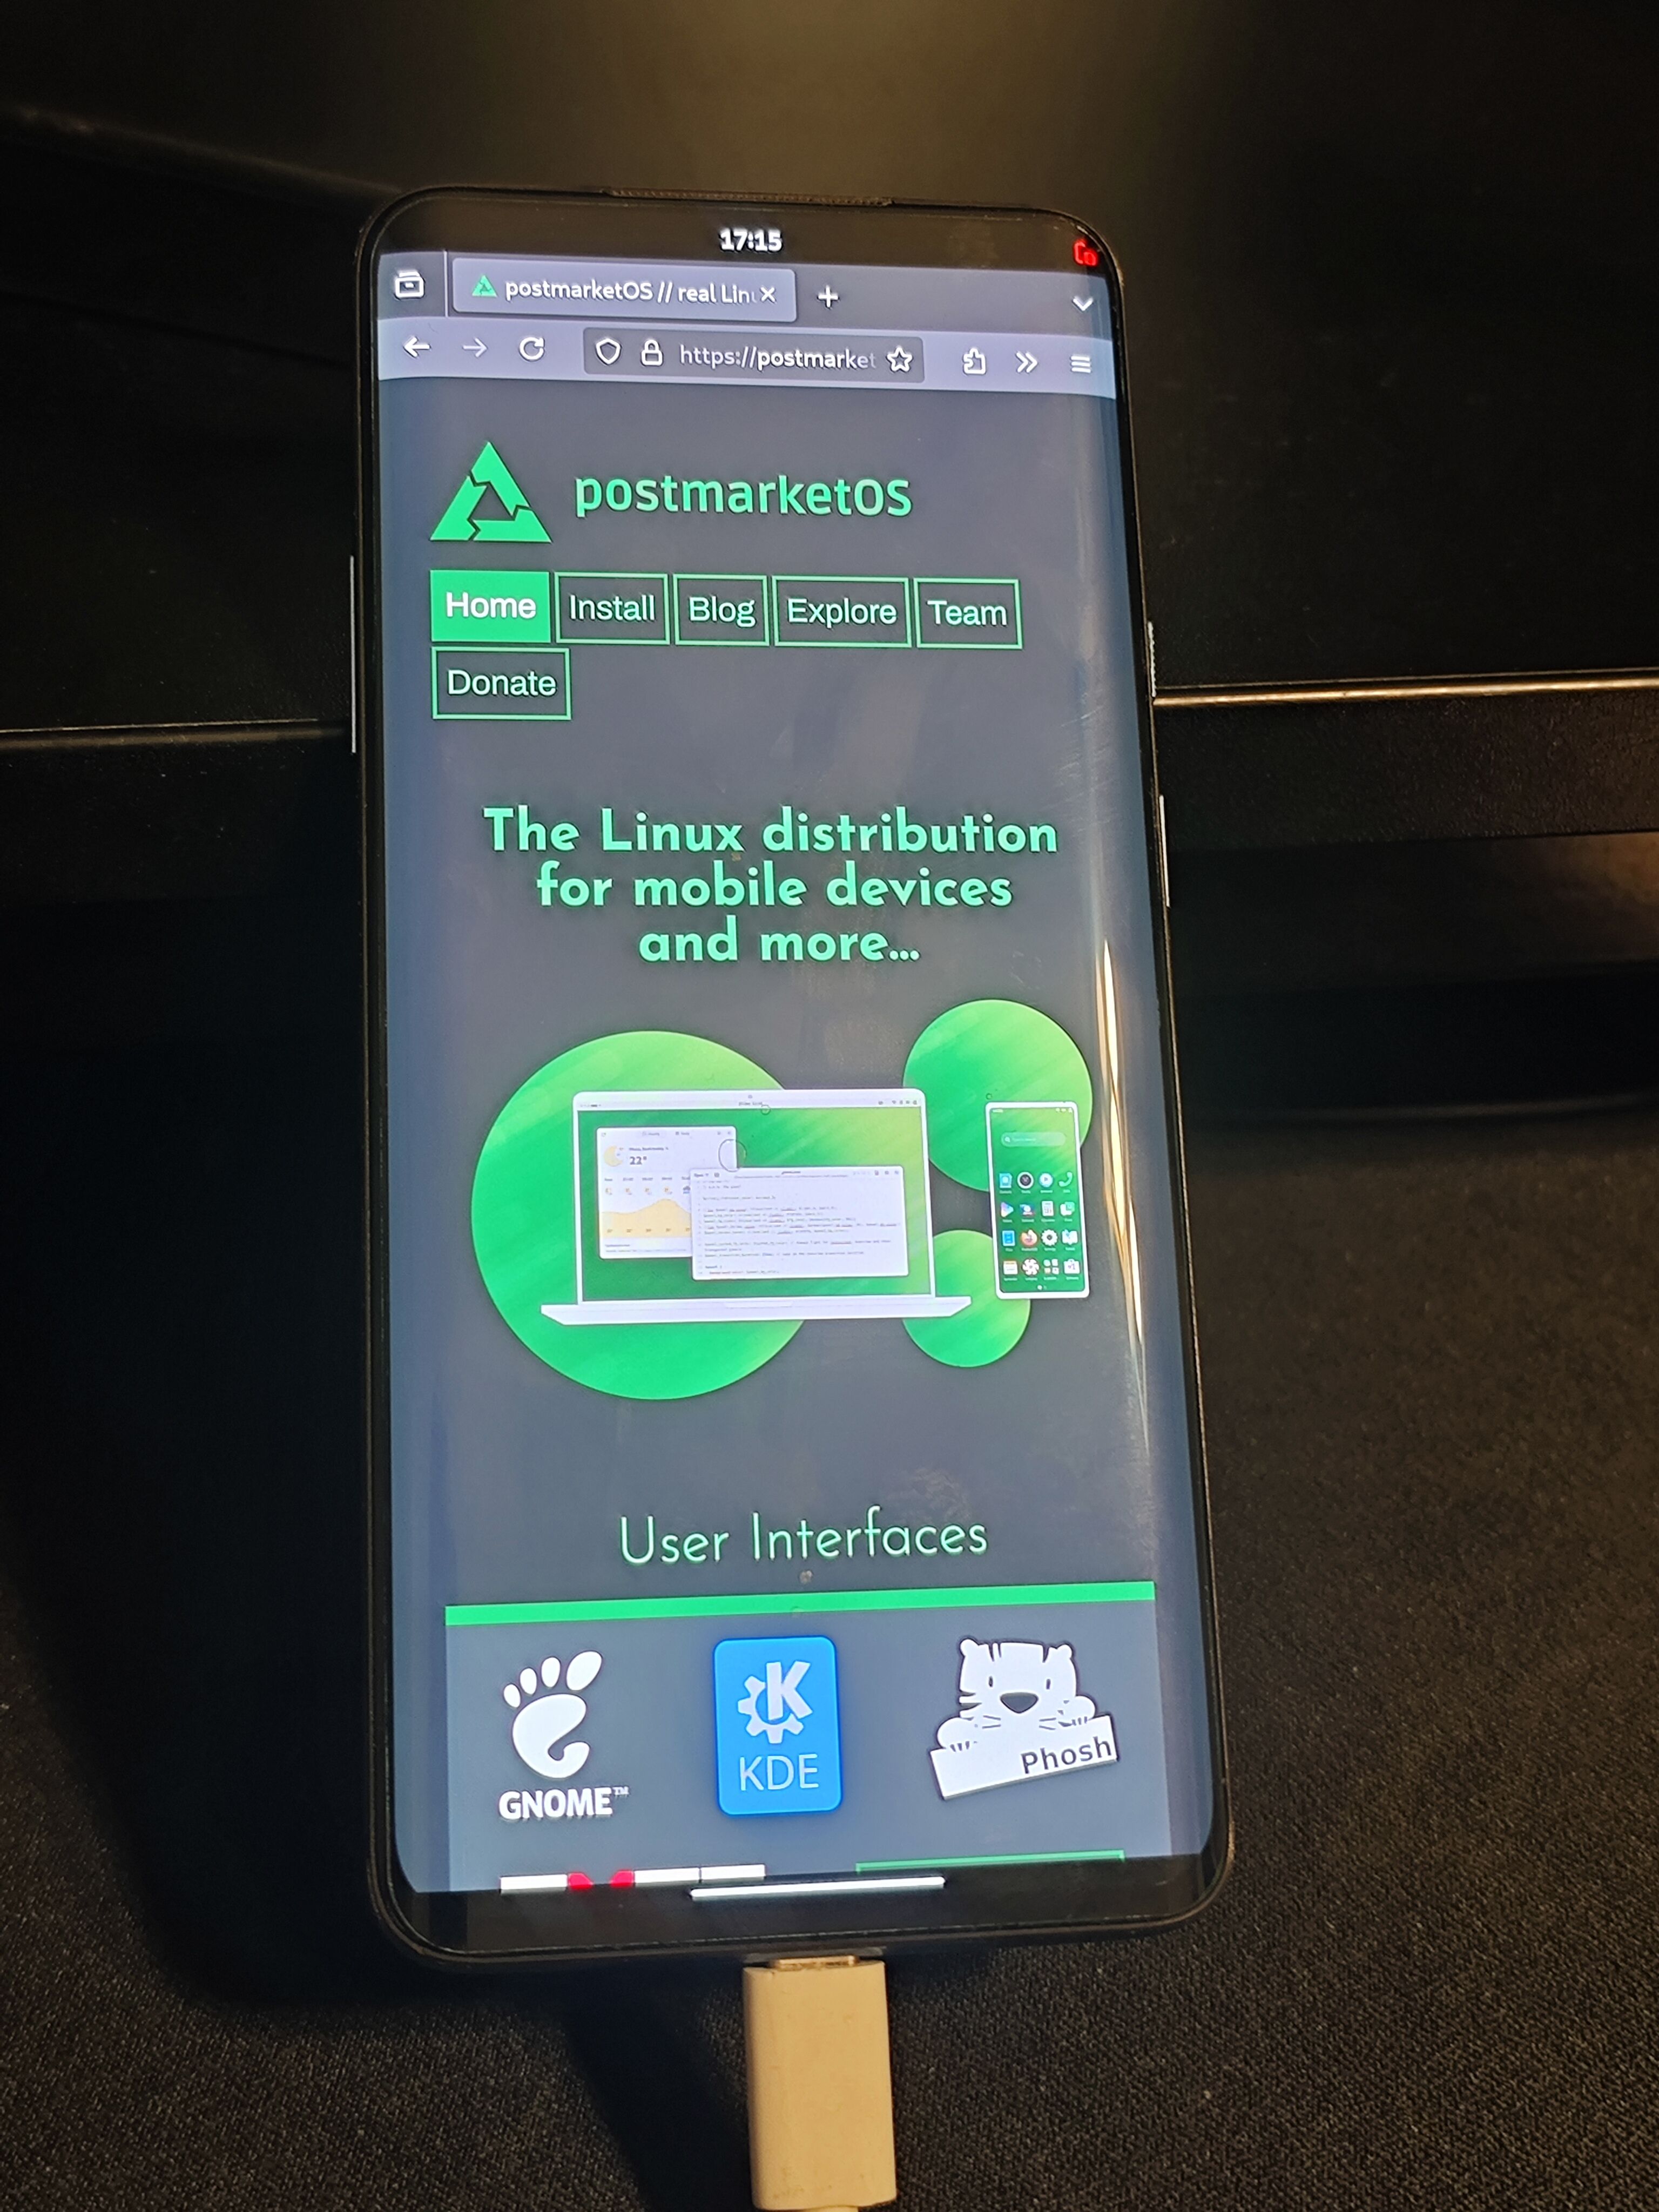 17:15
postmarketOS // real Lin
https://postmarket
postmarketOS
Home Install Blog Explore Team
Donate
The Linux distribution
for mobile devices
and more...
22°
User Interfaces
GNOME™
K
KDE
Phosh